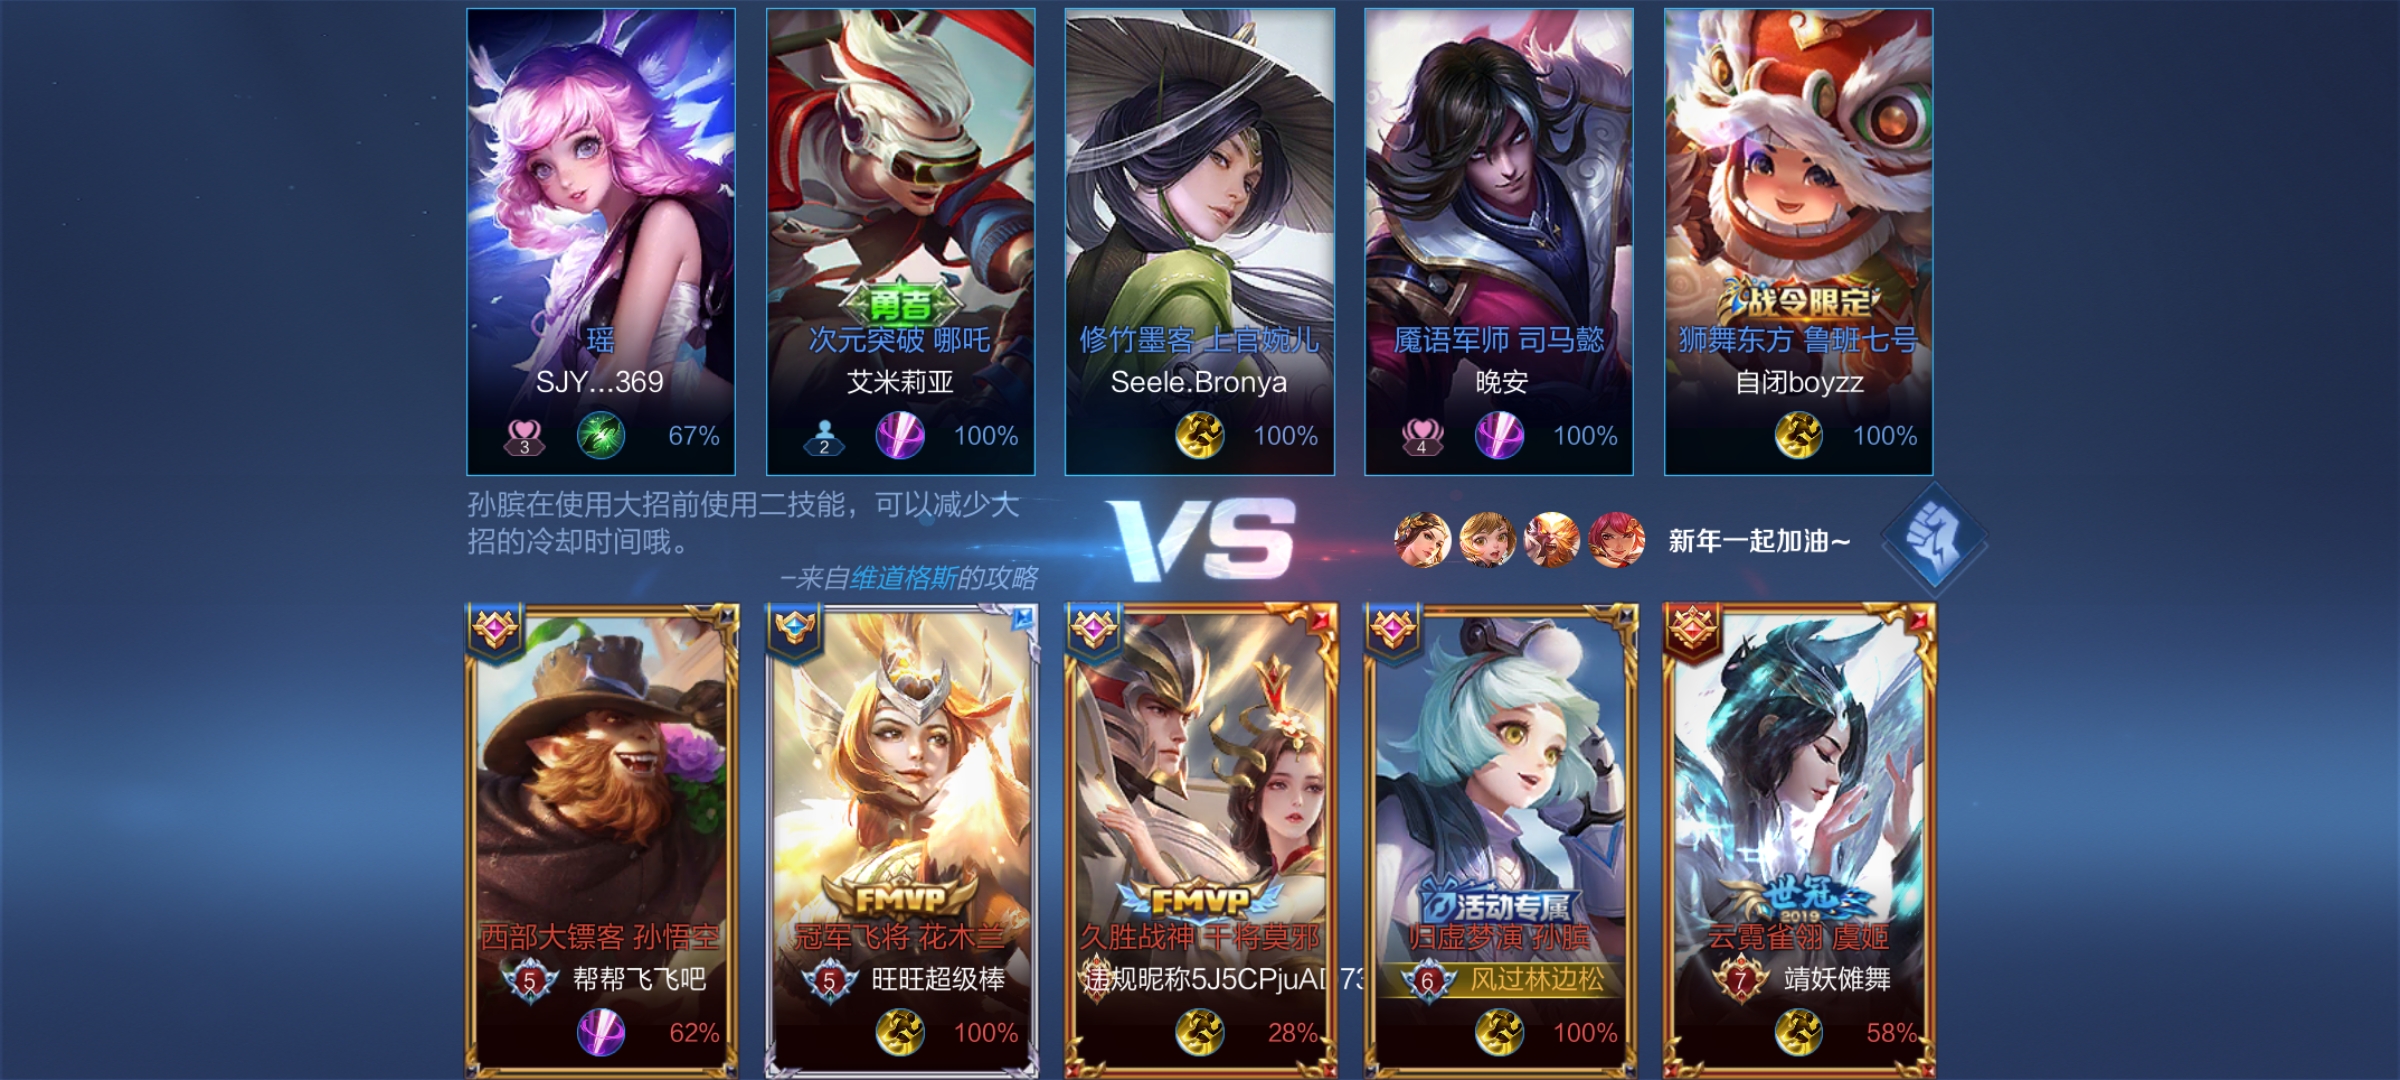 勇者
战令限定
瑶
次元突破 哪吒
修竹墨客 上官婉儿
魇语军师 司马懿
狮舞东方 鲁班七号
SJY...369
艾米莉亚
Seele.Bronya
晚安
自闭boyzz
3
67%
2
100%
100%
4
100%
100%
孙膑在使用大招前使用二技能，可以减少大
招的冷却时间哦。
–来自维道格斯的攻略
VS
新年一起加油~
FMVP
FMVP
活动专属
世冠
2019
西部大镖客 孙悟空
冠军飞将 花木兰
久胜战神 干将莫邪
归虚梦演 孙膑
云霓雀翎 虞姬
5 帮帮飞飞吧
5 旺旺超级棒
违规昵称5J5CPjuAD73
6 风过林边松
7 靖妖傩舞
62%
100%
28%
100%
58%